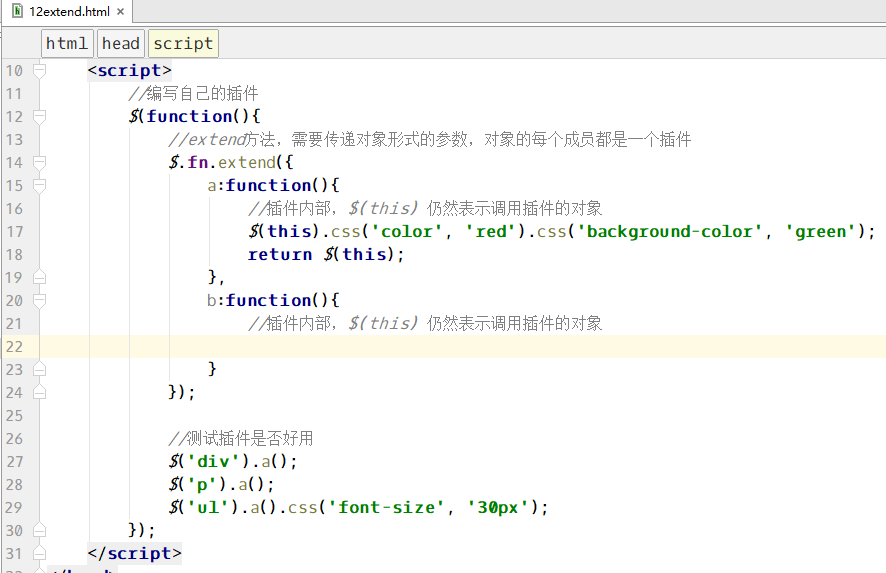 12extend.html ×
html head script
10 <script>
11 //编写自己的插件
12 $(function(){
13 //extend方法，需要传递对象形式的参数，对象的每个成员都是一个插件
14 $.fn.extend({
15 a:function(){
16 //插件内部，$(this) 仍然表示调用插件的对象
17 $(this).css('color', 'red').css('background-color', 'green');
18 return $(this);
19 },
20 b:function(){
21 //插件内部，$(this) 仍然表示调用插件的对象
22
23 }
24 });
25
26 //测试插件是否好用
27 $('div').a();
28 $('p').a();
29 $('ul').a().css('font-size', '30px');
30 });
31 </script>